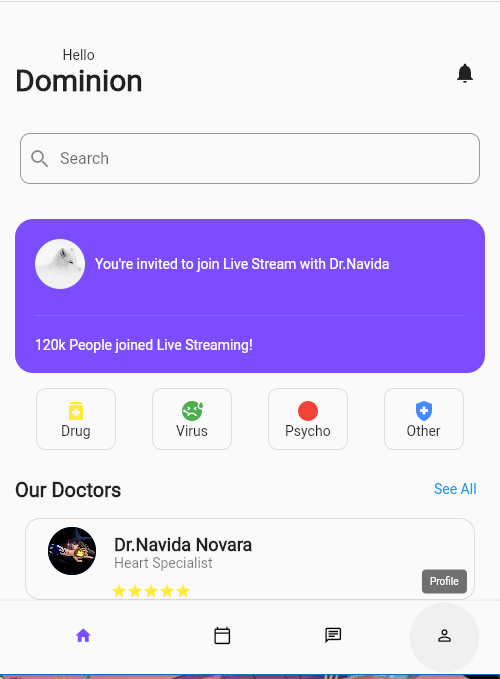 Hello
Dominion
Search
You're invited to join Live Stream with Dr.Navida
120k People joined Live Streaming!
Drug
Virus
Psycho
Other
Our Doctors
See All
Dr.Navida Novara
Heart Specialist
Profile